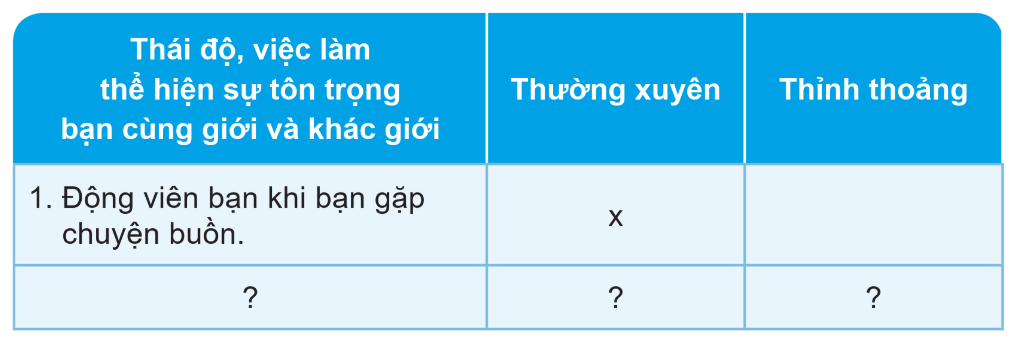 Thái độ, việc làm
thể hiện sự tôn trọng
bạn cùng giới và khác giới
Thường xuyên
Thỉnh thoảng
1. Động viên bạn khi bạn gặp
chuyện buồn.
x
?
?
?